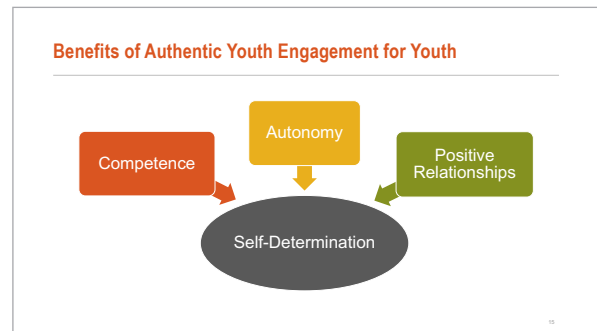 Benefits of Authentic Youth Engagement for Youth
Autonomy
Competence
Positive
Relationships
Self-Determination
15